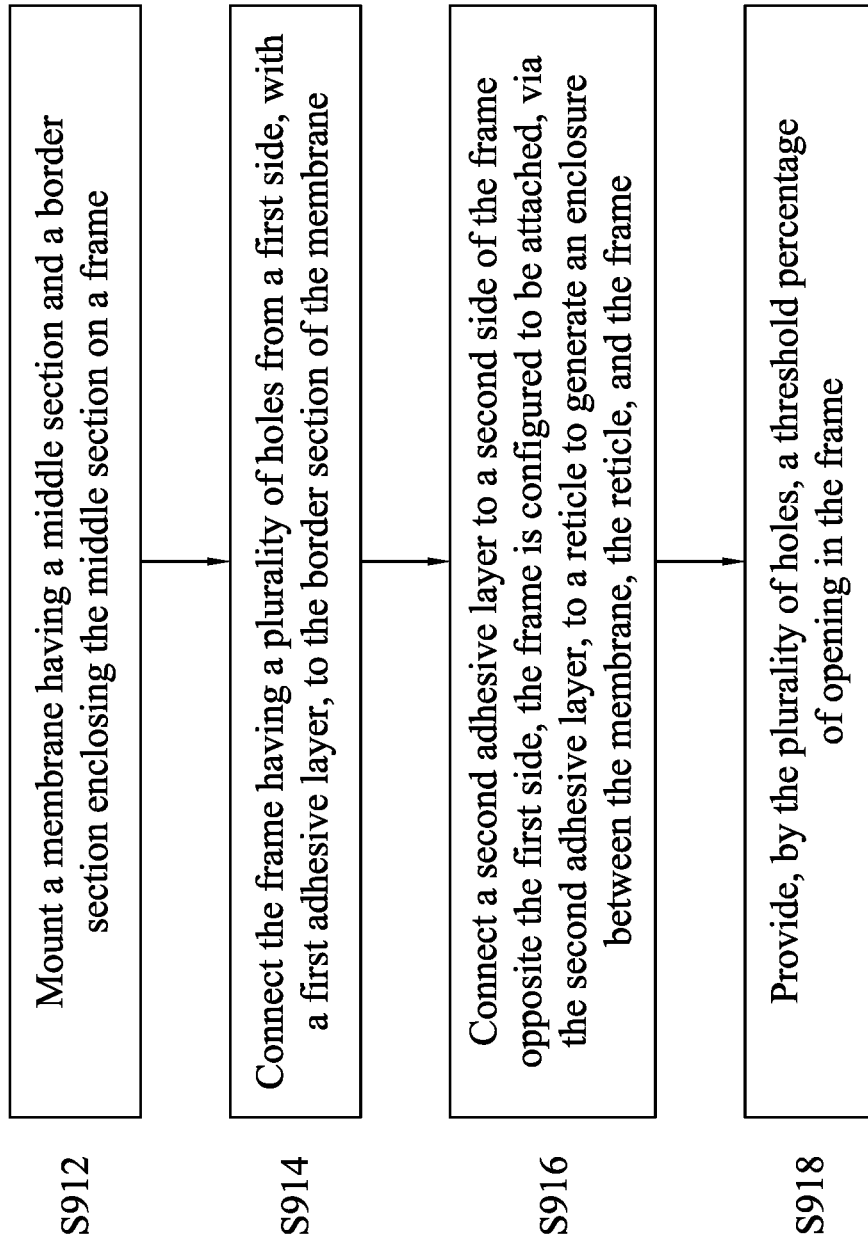 S912
Mount a membrane having a middle section and a border
section enclosing the middle section on a frame
S914
Connect the frame having a plurality of holes from a first side, with
a first adhesive layer, to the border section of the membrane
S916
Connect a second adhesive layer to a second side of the frame
opposite the first side, the frame is configured to be attached, via
the second adhesive layer, to a reticle to generate an enclosure
between the membrane, the reticle, and the frame
S918
Provide, by the plurality of holes, a threshold percentage
of opening in the frame